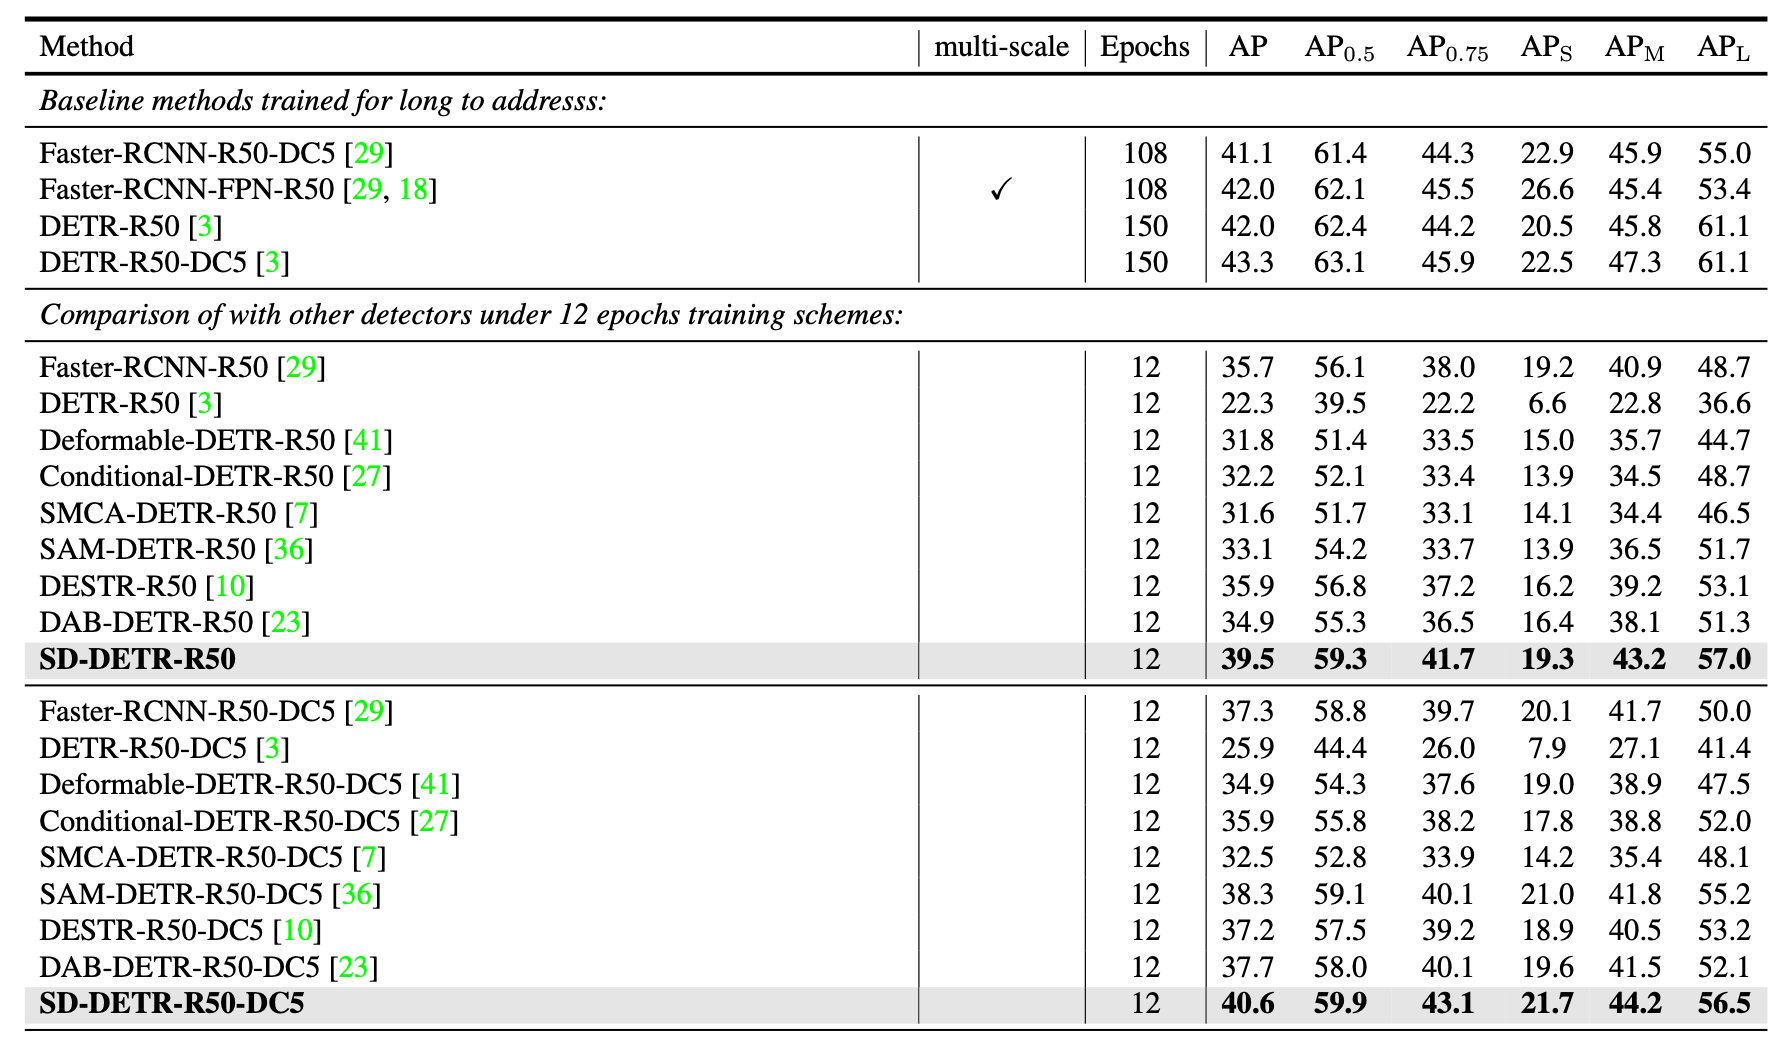 Method multi-scale Epochs AP AP0.5 AP0.75 APS APM APL
Baseline methods trained for long to addresss:
Faster-RCNN-R50-DC5 [29] 108 41.1 61.4 44.3 22.9 45.9 55.0
Faster-RCNN-FPN-R50 [29, 18] ✓ 108 42.0 62.1 45.5 26.6 45.4 53.4
DETR-R50 [3] 150 42.0 62.4 44.2 20.5 45.8 61.1
DETR-R50-DC5 [3] 150 43.3 63.1 45.9 22.5 47.3 61.1
Comparison of with other detectors under 12 epochs training schemes:
Faster-RCNN-R50 [29] 12 35.7 56.1 38.0 19.2 40.9 48.7
DETR-R50 [3] 12 22.3 39.5 22.2 6.6 22.8 36.6
Deformable-DETR-R50 [41] 12 31.8 51.4 33.5 15.0 35.7 44.7
Conditional-DETR-R50 [27] 12 32.2 52.1 33.4 13.9 34.5 48.7
SMCA-DETR-R50 [7] 12 31.6 51.7 33.1 14.1 34.4 46.5
SAM-DETR-R50 [36] 12 33.1 54.2 33.7 13.9 36.5 51.7
DESTR-R50 [10] 12 35.9 56.8 37.2 16.2 39.2 53.1
DAB-DETR-R50 [23] 12 34.9 55.3 36.5 16.4 38.1 51.3
SD-DETR-R50 12 39.5 59.3 41.7 19.3 43.2 57.0
Faster-RCNN-R50-DC5 [29] 12 37.3 58.8 39.7 20.1 41.7 50.0
DETR-R50-DC5 [3] 12 25.9 44.4 26.0 7.9 27.1 41.4
Deformable-DETR-R50-DC5 [41] 12 34.9 54.3 37.6 19.0 38.9 47.5
Conditional-DETR-R50-DC5 [27] 12 35.9 55.8 38.2 17.8 38.8 52.0
SMCA-DETR-R50-DC5 [7] 12 32.5 52.8 33.9 14.2 35.4 48.1
SAM-DETR-R50-DC5 [36] 12 38.3 59.1 40.1 21.0 41.8 55.2
DESTR-R50-DC5 [10] 12 37.2 57.5 39.2 18.9 40.5 53.2
DAB-DETR-R50-DC5 [23] 12 37.7 58.0 40.1 19.6 41.5 52.1
SD-DETR-R50-DC5 12 40.6 59.9 43.1 21.7 44.2 56.5